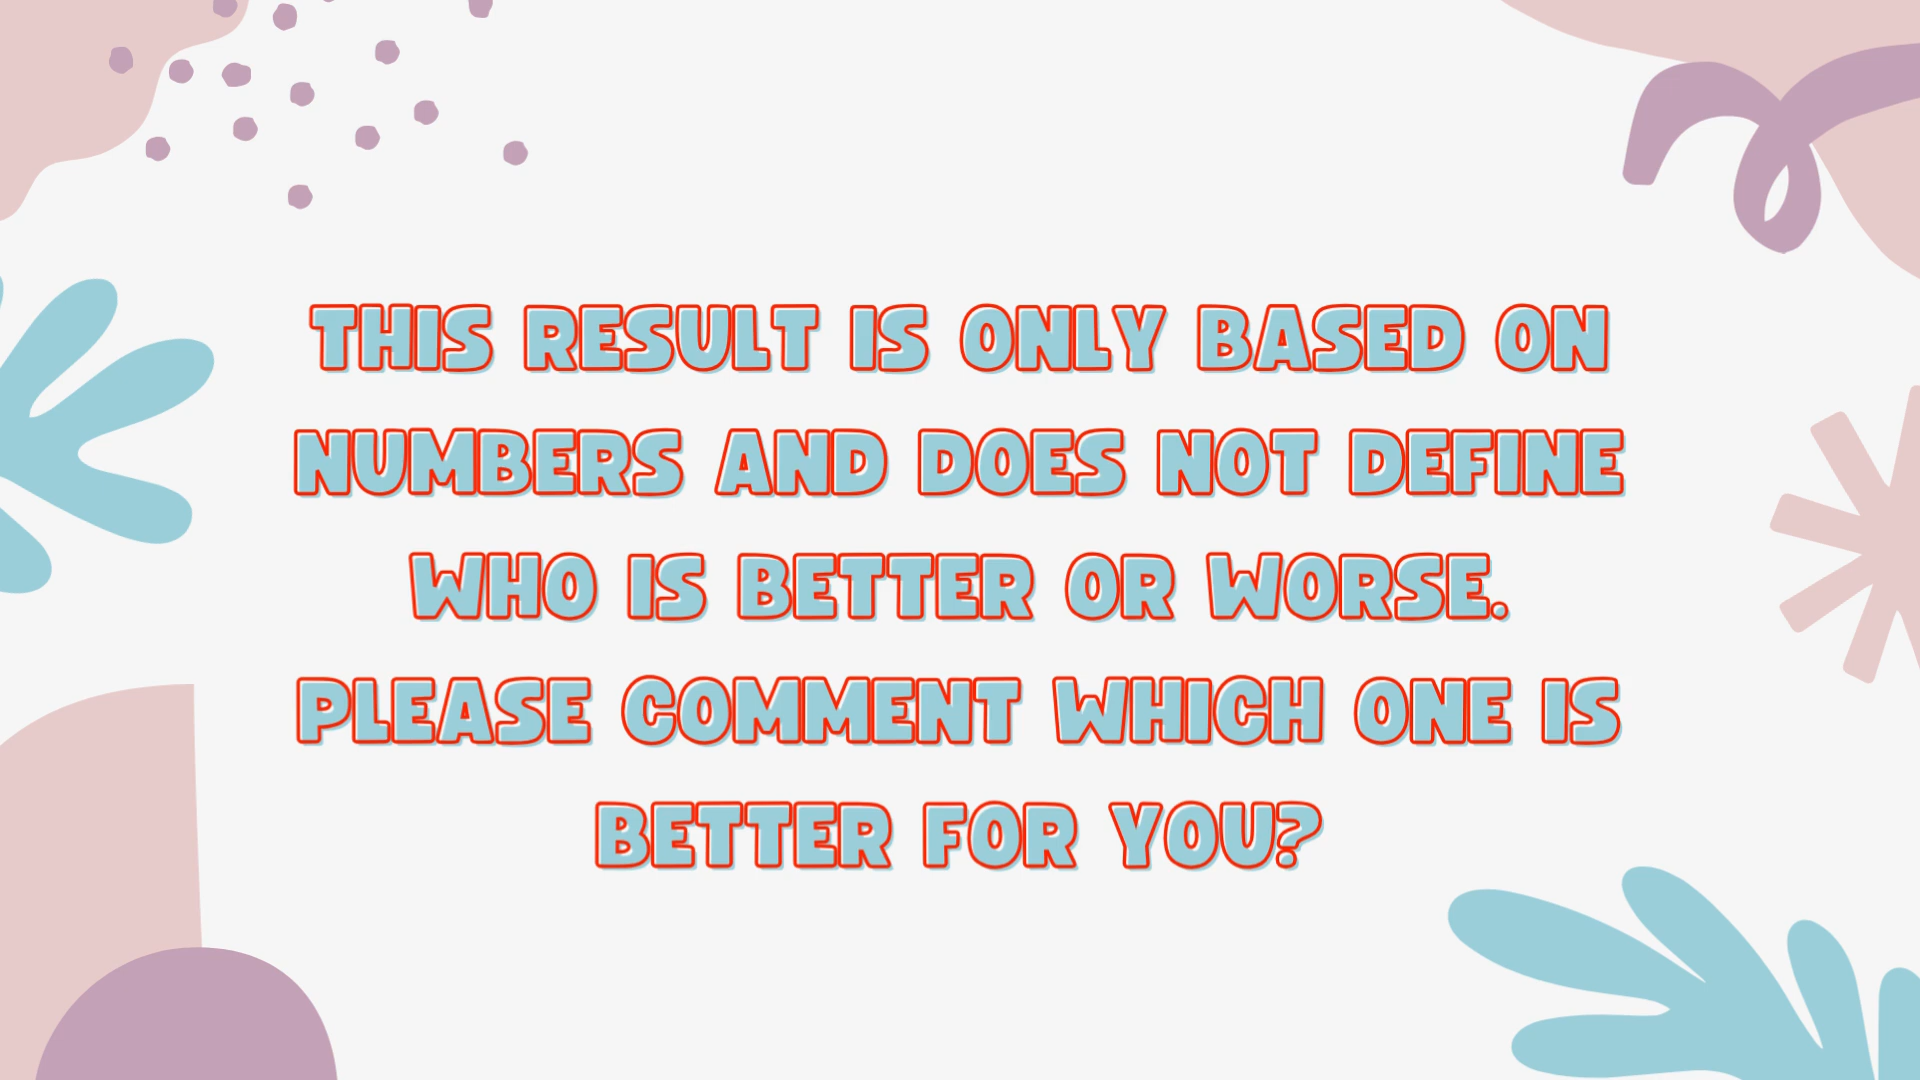 THIS RESULT IS ONLY BASED ON
NUMBERS AND DOES NOT DEFINE
WHO IS BETTER OR WORSE.
PLEASE COMMENT WHICH ONE IS
BETTER FOR YOU?